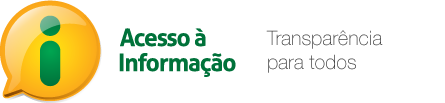 Acesso à
Informação
Transparência
para todos